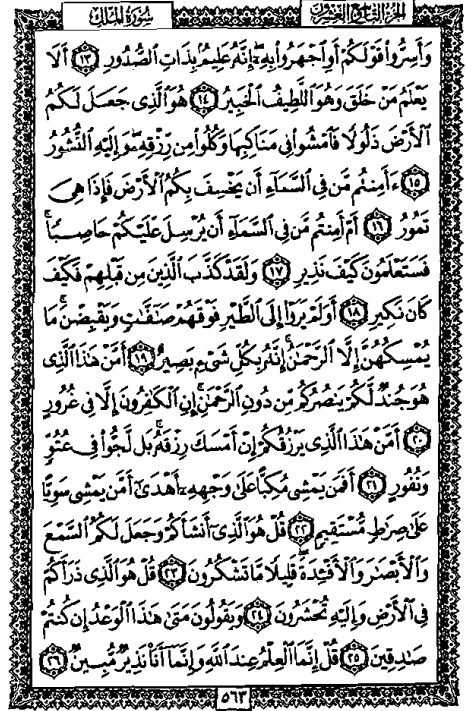 الجزء التاسع والعشرون
سورة الملك
وَأَسِرُّوا۟ قَوْلَكُمْ أَوِ ٱجْهَرُوا۟ بِهِۦٓ إِنَّهُۥ عَلِيمٌۢ بِذَاتِ ٱلصُّدُورِ ١٣ أَلَا
يَعْلَمُ مَنْ خَلَقَ وَهُوَ ٱللَّطِيفُ ٱلْخَبِيرُ ١٤ هُوَ ٱلَّذِى جَعَلَ لَكُمُ
ٱلْأَرْضَ ذَلُولًا فَٱمْشُوا۟ فِى مَنَاكِبِهَا وَكُلُوا۟ مِن رِّزْقِهِۦ وَإِلَيْهِ ٱلنُّشُورُ
١٥ ءَأَمِنتُم مَّن فِى ٱلسَّمَآءِ أَن يَخْسِفَ بِكُمُ ٱلْأَرْضَ فَإِذَا هِىَ
تَمُورُ ١٦ أَمْ أَمِنتُم مَّن فِى ٱلسَّمَآءِ أَن يُرْسِلَ عَلَيْكُمْ حَاصِبًا
فَسَتَعْلَمُونَ كَيْفَ نَذِيرِ ١٧ وَلَقَدْ كَذَّبَ ٱلَّذِينَ مِن قَبْلِهِمْ فَكَيْفَ
كَانَ نَكِيرِ ١٨ أَوَلَمْ يَرَوْا۟ إِلَى ٱلطَّيْرِ فَوْقَهُمْ صَٰٓفَّٰتٍ وَيَقْبِضْنَ مَا
يُمْسِكُهُنَّ إِلَّا ٱلرَّحْمَٰنُ إِنَّهُۥ بِكُلِّ شَىْءٍۭ بَصِيرٌ ١٩ أَمَّنْ هَٰذَا ٱلَّذِى
هُوَ جُندٌ لَّكُمْ يَنصُرُكُم مِّن دُونِ ٱلرَّحْمَٰنِ إِنِ ٱلْكَٰفِرُونَ إِلَّا فِى غُرُورٍ
٢٠ أَمَّنْ هَٰذَا ٱلَّذِى يَرْزُقُكُمْ إِنْ أَمْسَكَ رِزْقَهُۥ بَل لَّجُّوا۟ فِى عُتُوٍّ
وَنُفُورٍ ٢١ أَفَمَن يَمْشِى مُكِبًّا عَلَىٰ وَجْهِهِۦٓ أَهْدَىٰٓ أَمَّن يَمْشِى سَوِيًّا
عَلَىٰ صِرَٰطٍ مُّسْتَقِيمٍ ٢٢ قُلْ هُوَ ٱلَّذِىٓ أَنشَأَكُمْ وَجَعَلَ لَكُمُ ٱلسَّمْعَ
وَٱلْأَبْصَٰرَ وَٱلْأَفْـِٔدَةَ قَلِيلًا مَّا تَشْكُرُونَ ٢٣ قُلْ هُوَ ٱلَّذِى ذَرَأَكُمْ
فِى ٱلْأَرْضِ وَإِلَيْهِ تُحْشَرُونَ ٢٤ وَيَقُولُونَ مَتَىٰ هَٰذَا ٱلْوَعْدُ إِن كُنتُمْ
صَٰدِقِينَ ٢٥ قُلْ إِنَّمَا ٱلْعِلْمُ عِندَ ٱللَّهِ وَإِنَّمَآ أَنَا۠ نَذِيرٌ مُّبِينٌ ٢٦
٥٦٣